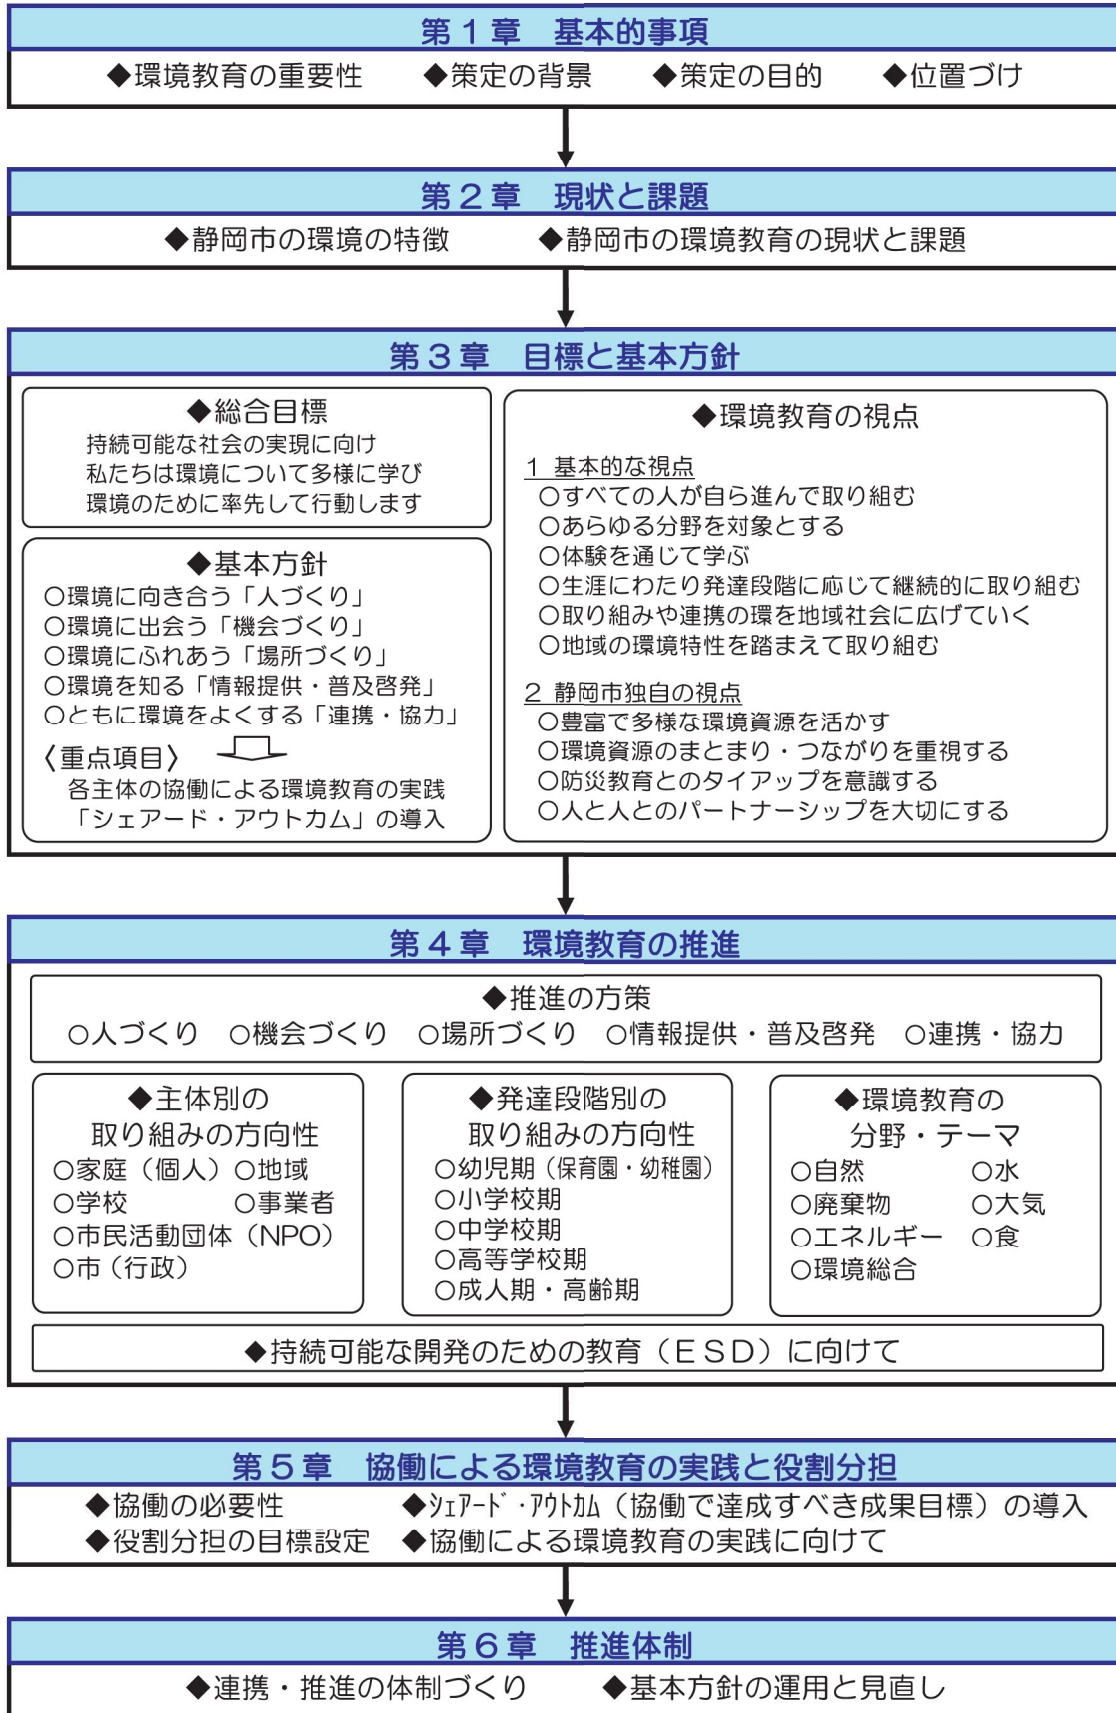 第1章　基本的事項
◆環境教育の重要性　◆策定の背景　◆策定の目的　◆位置づけ
第2章　現状と課題
◆静岡市の環境の特徴　◆静岡市の環境教育の現状と課題
第3章　目標と基本方針
◆総合目標
持続可能な社会の実現に向け
私たちは環境について多様に学び
環境のために率先して行動します
◆基本方針
○環境に向き合う「人づくり」
○環境に出会う「機会づくり」
○環境にふれあう「場所づくり」
○環境を知る「情報提供・普及啓発」
○ともに環境をよくする「連携・協力」
〈重点項目〉
各主体の協働による環境教育の実践
「シェアード・アウトカム」の導入
◆環境教育の視点
1 基本的な視点
○すべての人が自ら進んで取り組む
○あらゆる分野を対象とする
○体験を通じて学ぶ
○生涯にわたり発達段階に応じて継続的に取り組む
○取り組みや連携の環を地域社会に広げていく
○地域の環境特性を踏まえて取り組む
2 静岡市独自の視点
○豊富で多様な環境資源を活かす
○環境資源のまとまり・つながりを重視する
○防災教育とのタイアップを意識する
○人と人とのパートナーシップを大切にする
第4章　環境教育の推進
◆推進の方策
○人づくり　○機会づくり　○場所づくり　○情報提供・普及啓発　○連携・協力
◆主体別の
取り組みの方向性
○家庭（個人）○地域
○学校　○事業者
○市民活動団体（NPO）
○市（行政）
◆発達段階別の
取り組みの方向性
○幼児期（保育園・幼稚園）
○小学校期
○中学校期
○高等学校期
○成人期・高齢期
◆環境教育の
分野・テーマ
○自然　○水
○廃棄物　○大気
○エネルギー　○食
○環境総合
◆持続可能な開発のための教育（ＥＳＤ）に向けて
第5章　協働による環境教育の実践と役割分担
◆協働の必要性　◆ｼｪｱｰﾄﾞ･ｱｳﾄｶﾑ（協働で達成すべき成果目標）の導入
◆役割分担の目標設定　◆協働による環境教育の実践に向けて
第6章　推進体制
◆連携・推進の体制づくり　◆基本方針の運用と見直し